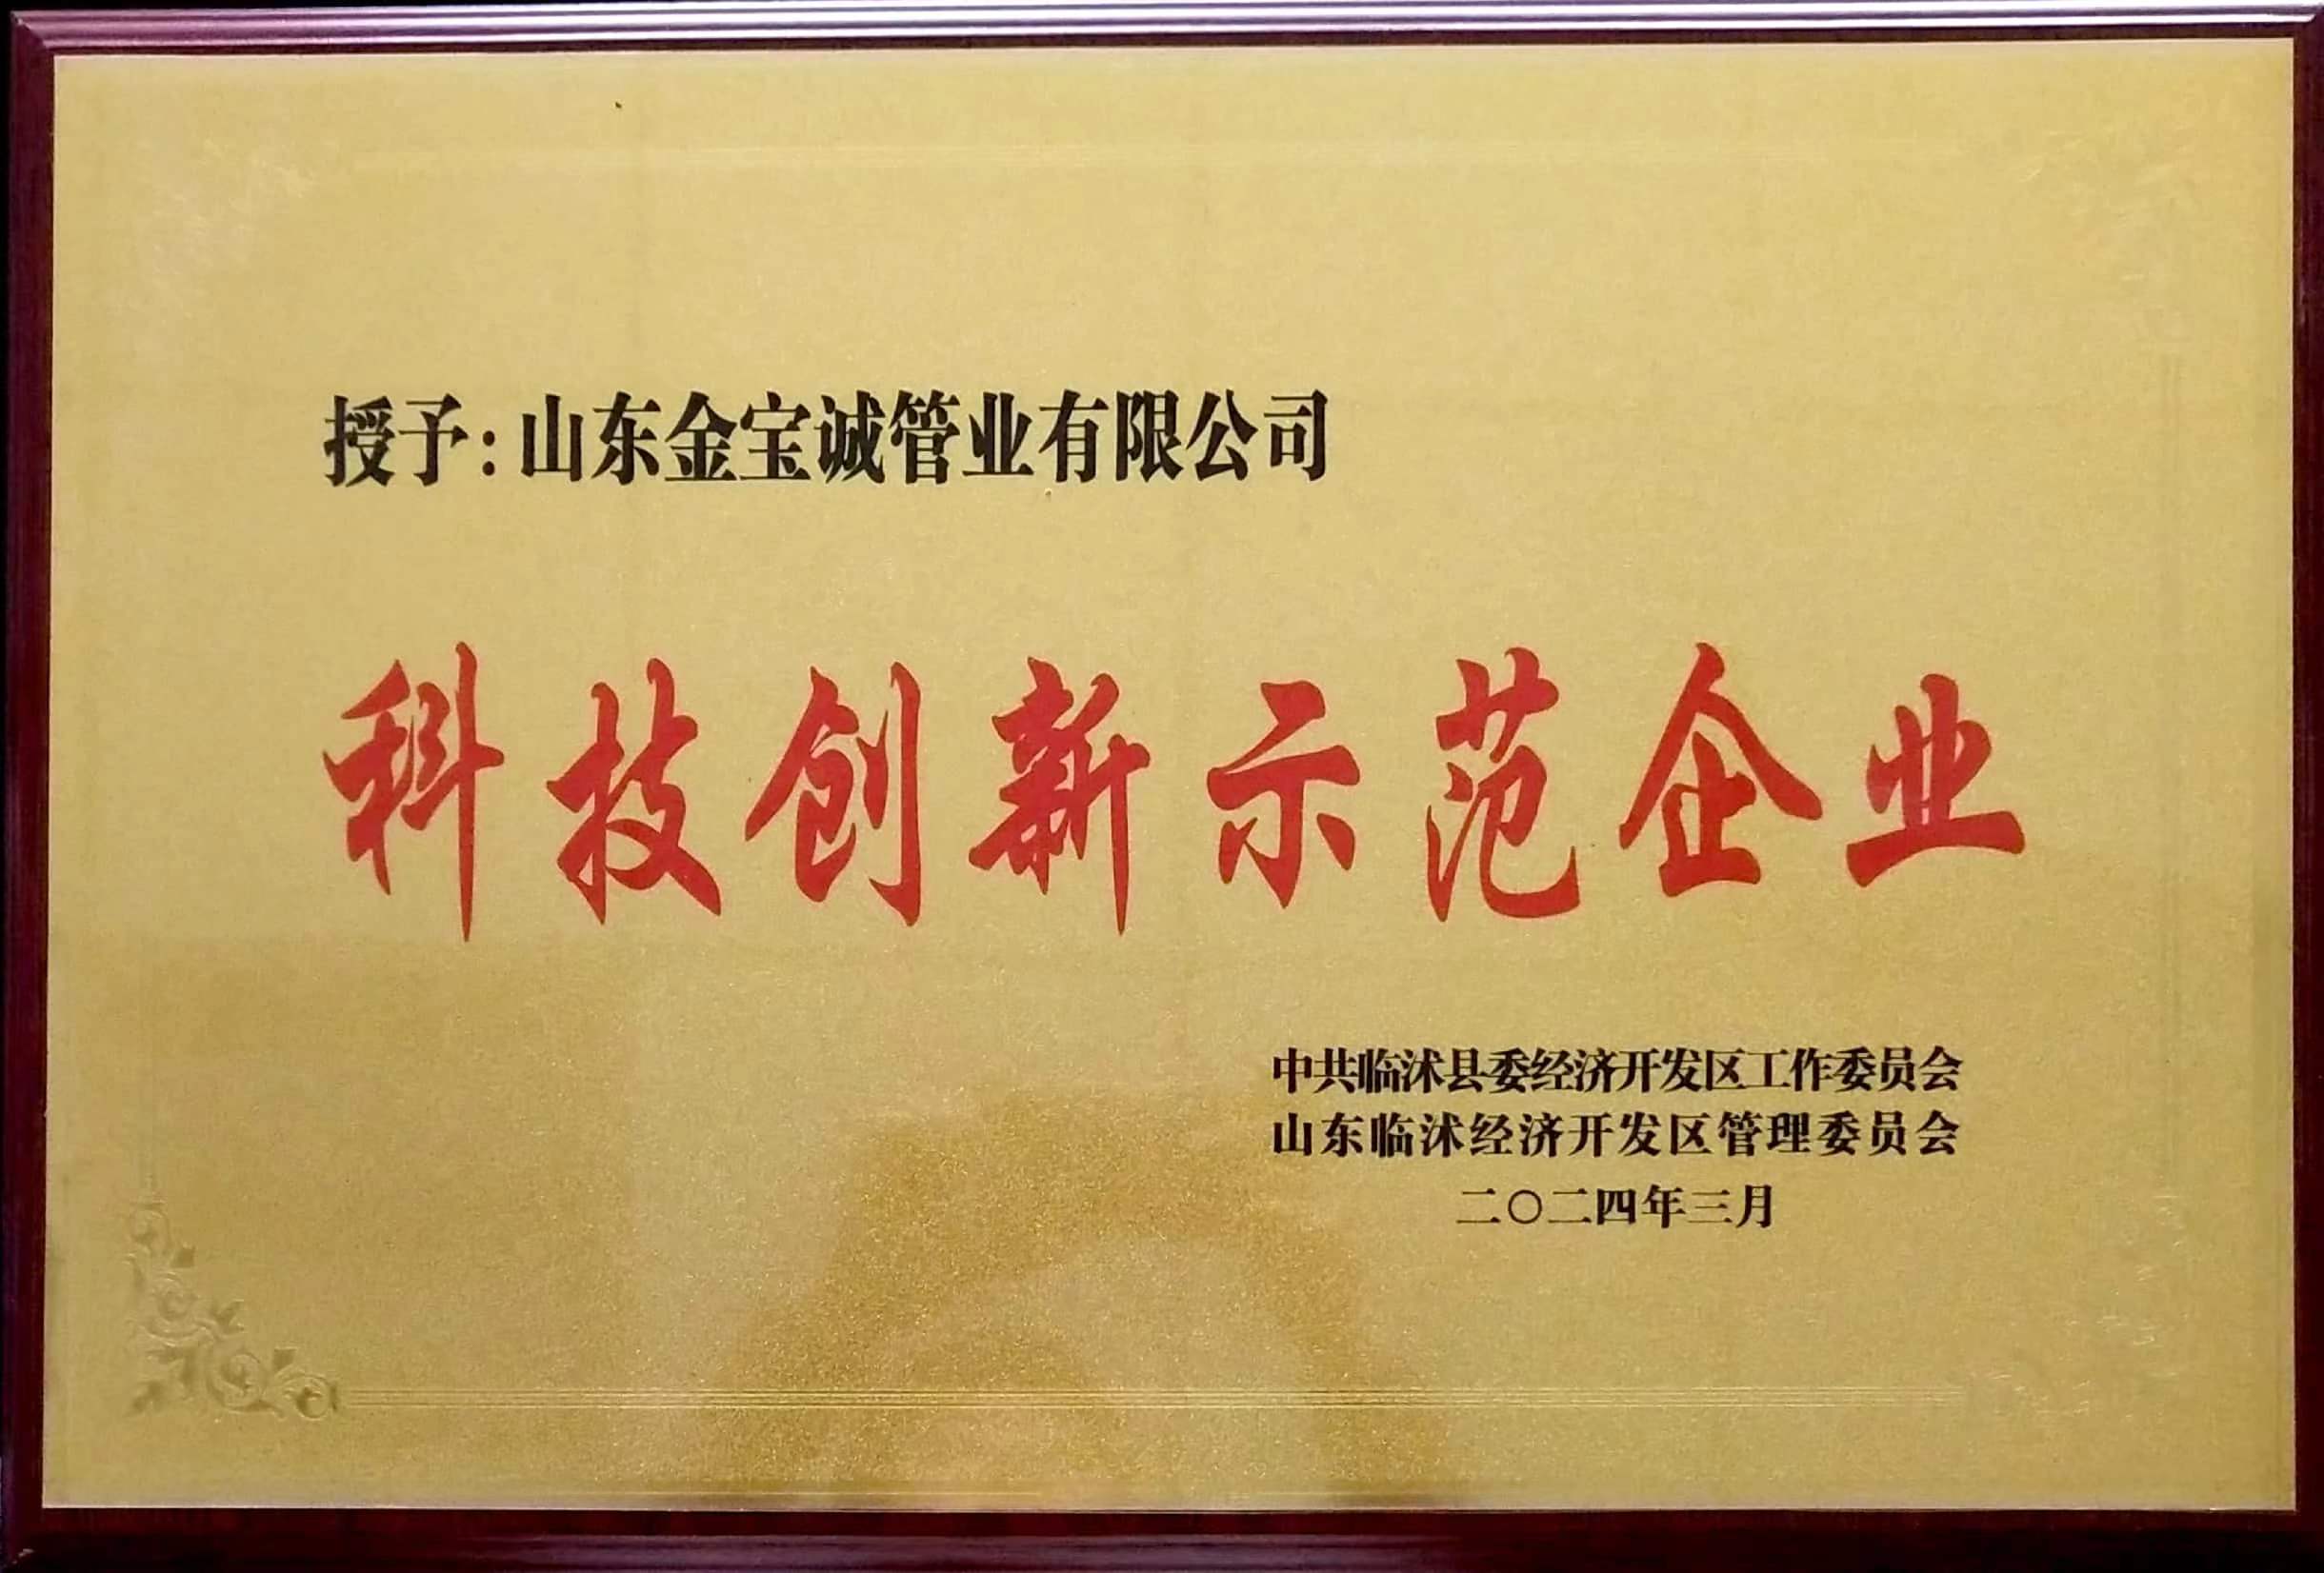 授予:山东金宝诚管业有限公司
科技创新示范企业
中共临沭县委经济开发区工作委员会
山东临沭经济开发区管理委员会
二〇二四年三月